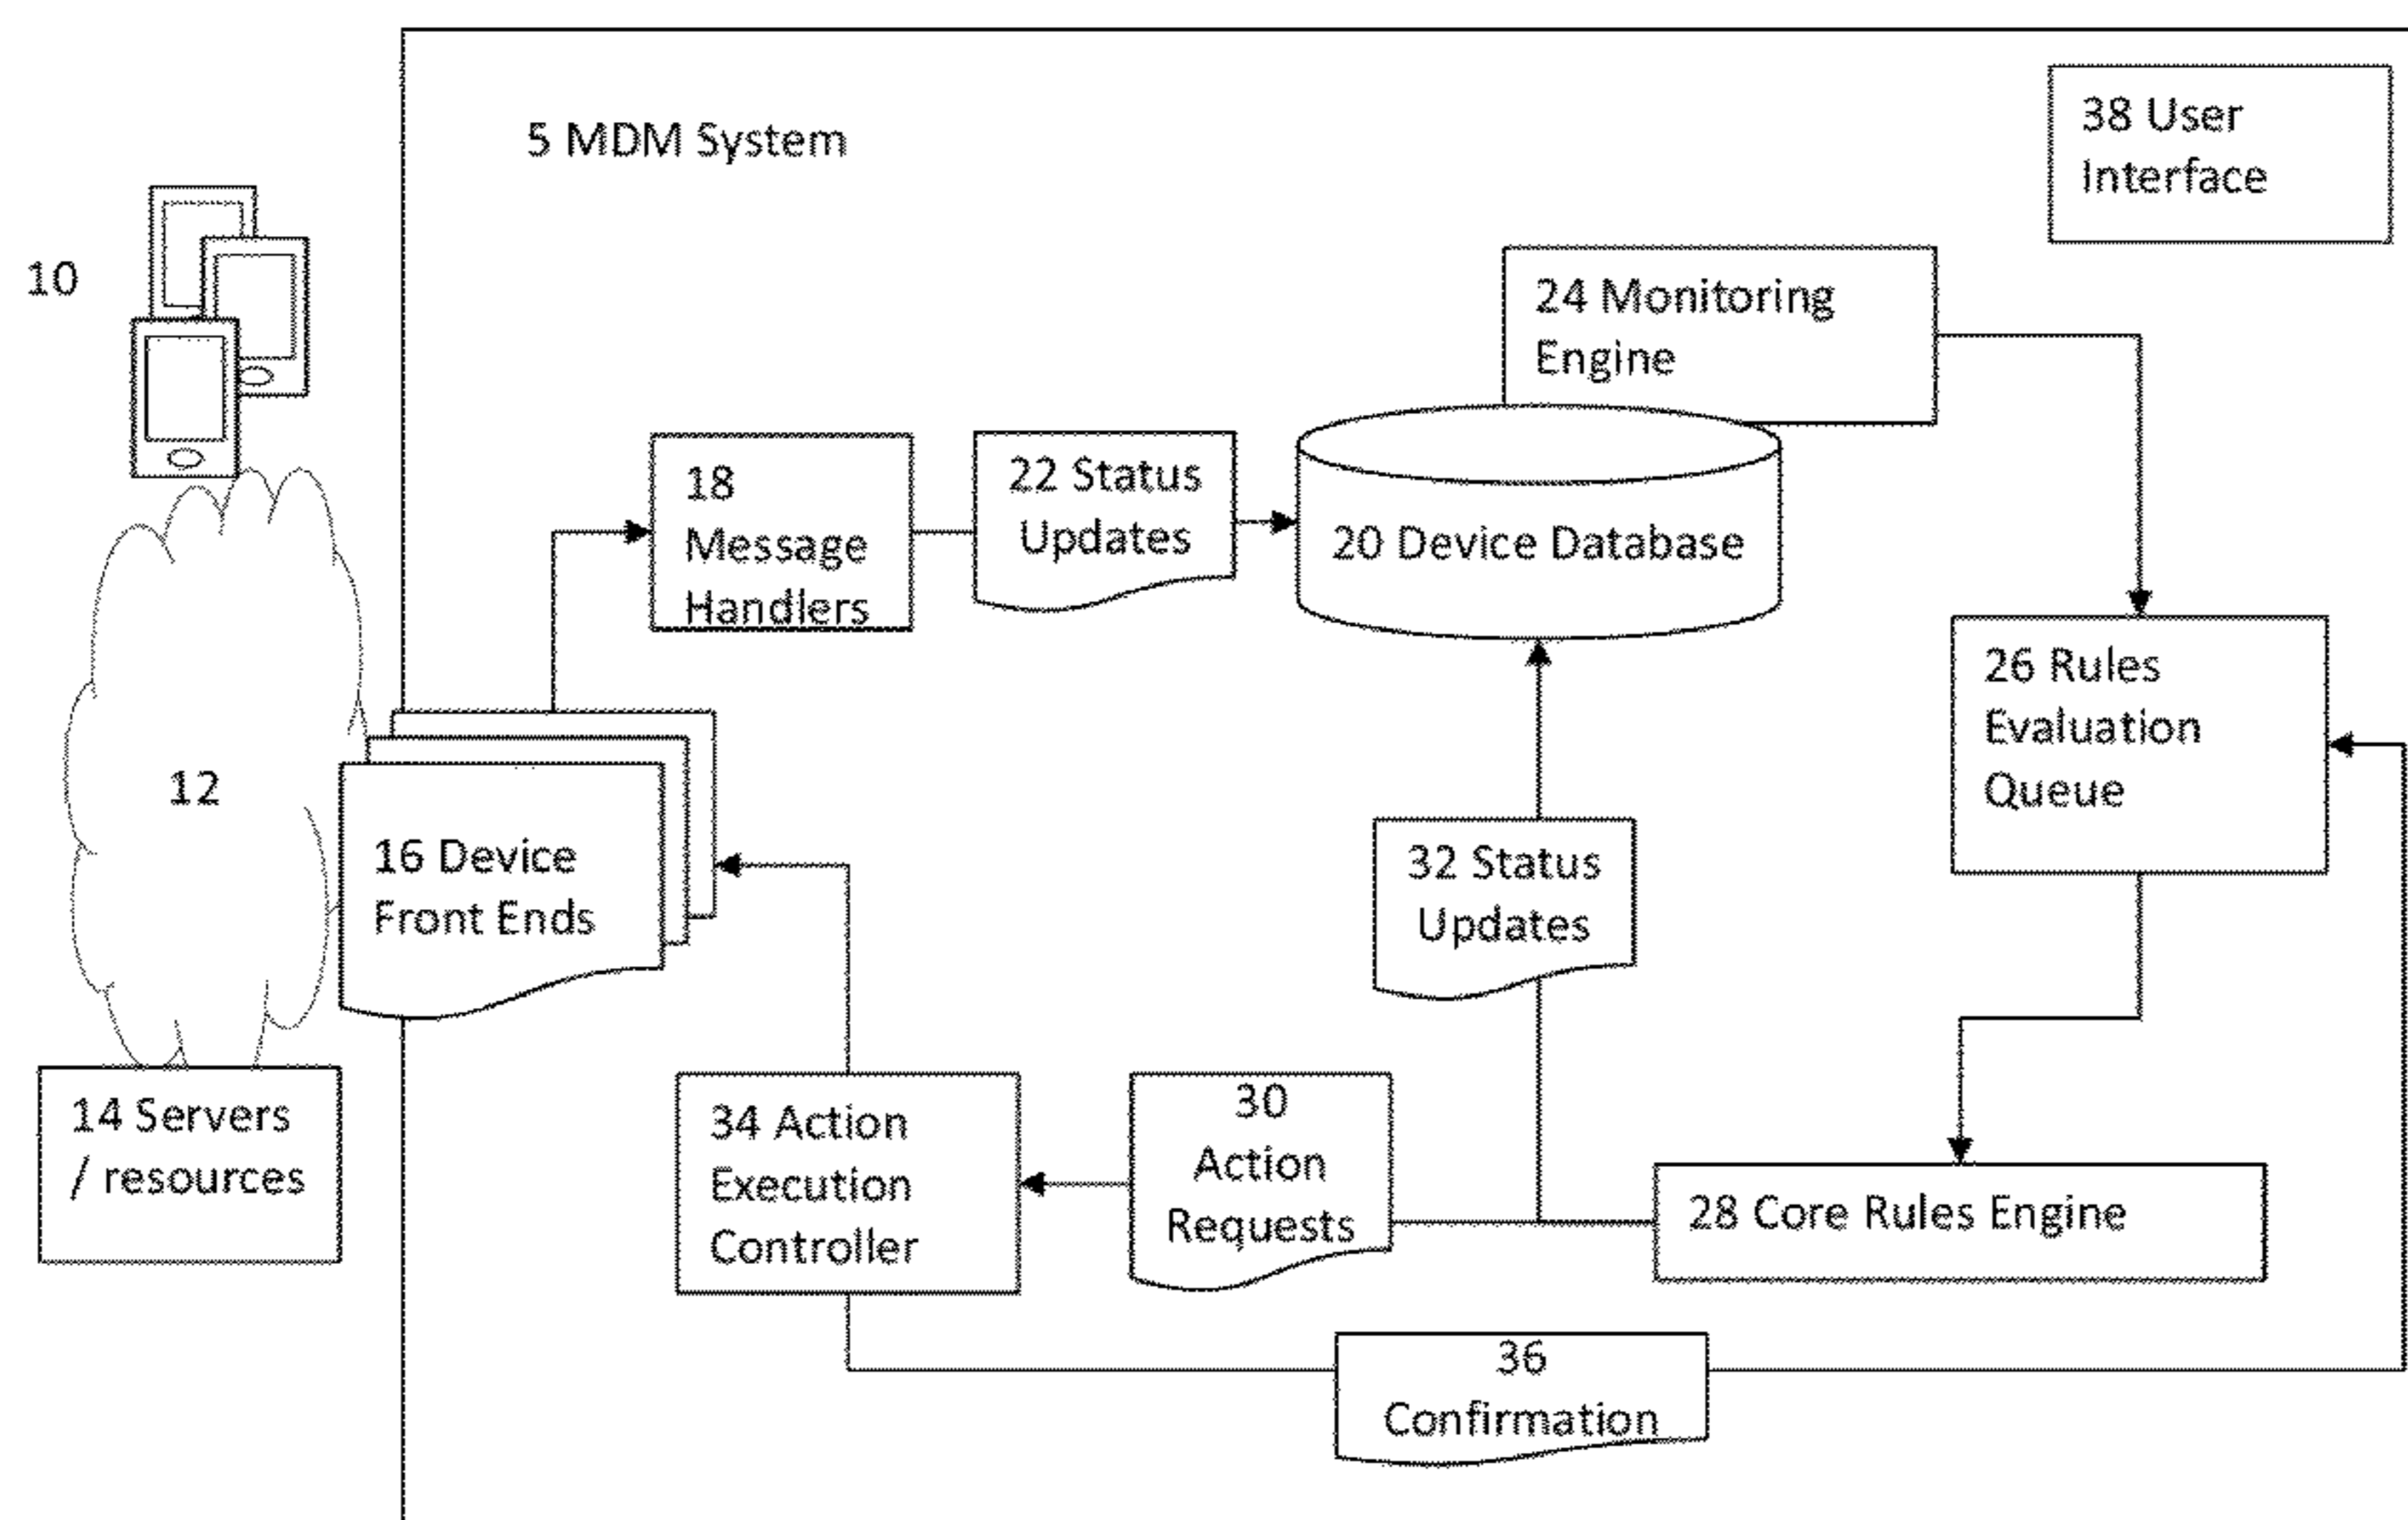 5 MDM System
38 User
Interface
10
24 Monitoring
Engine
18
Message
Handlers
22 Status
Updates
20 Device Database
26 Rules
Evaluation
Queue
12
16 Device
Front Ends
32 Status
Updates
14 Servers
/ resources
34 Action
Execution
Controller
30
Action
Requests
28 Core Rules Engine
36
Confirmation